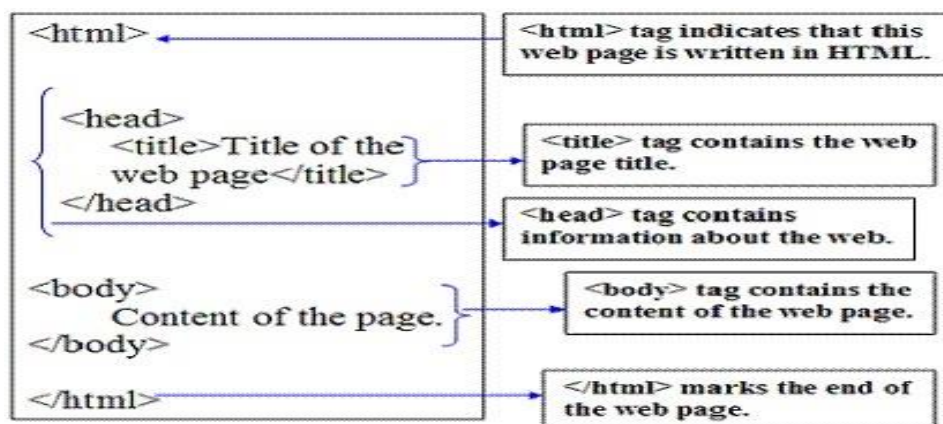 <html>
<html> tag indicates that this
web page is written in HTML.
<head>
<title>Title of the
web page</title>
</head>
<title> tag contains the web
page title.
<head> tag contains
information about the web.
<body>
Content of the page.
</body>
<body> tag contains the
content of the web page.
</html>
</html> marks the end of
the web page.